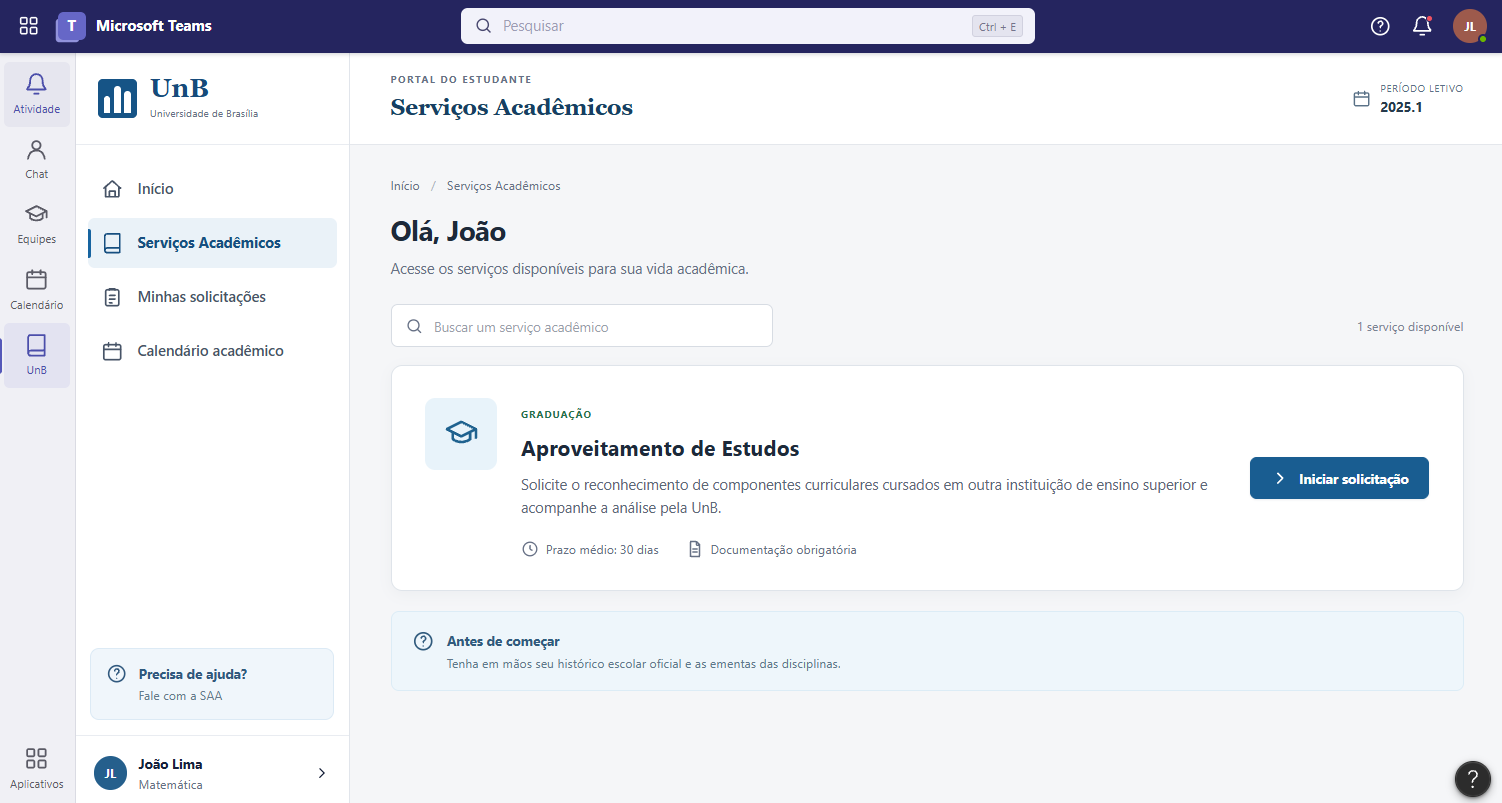 T Microsoft Teams
Pesquisar
Ctrl + E
JL
Atividade
Chat
Equipes
Calendário
UnB
Aplicativos
UnB
Universidade de Brasília
Início
Serviços Acadêmicos
Minhas solicitações
Calendário acadêmico
Precisa de ajuda?
Fale com a SAA
JL
João Lima
Matemática
PORTAL DO ESTUDANTE
Serviços Acadêmicos
PERÍODO LETIVO
2025.1
Início / Serviços Acadêmicos
Olá, João
Acesse os serviços disponíveis para sua vida acadêmica.
Buscar um serviço acadêmico
1 serviço disponível
GRADUAÇÃO
Aproveitamento de Estudos
Solicite o reconhecimento de componentes curriculares cursados em outra instituição de ensino superior e
acompanhe a análise pela UnB.
Prazo médio: 30 dias
Documentação obrigatória
Iniciar solicitação
Antes de começar
Tenha em mãos seu histórico escolar oficial e as ementas das disciplinas.
?